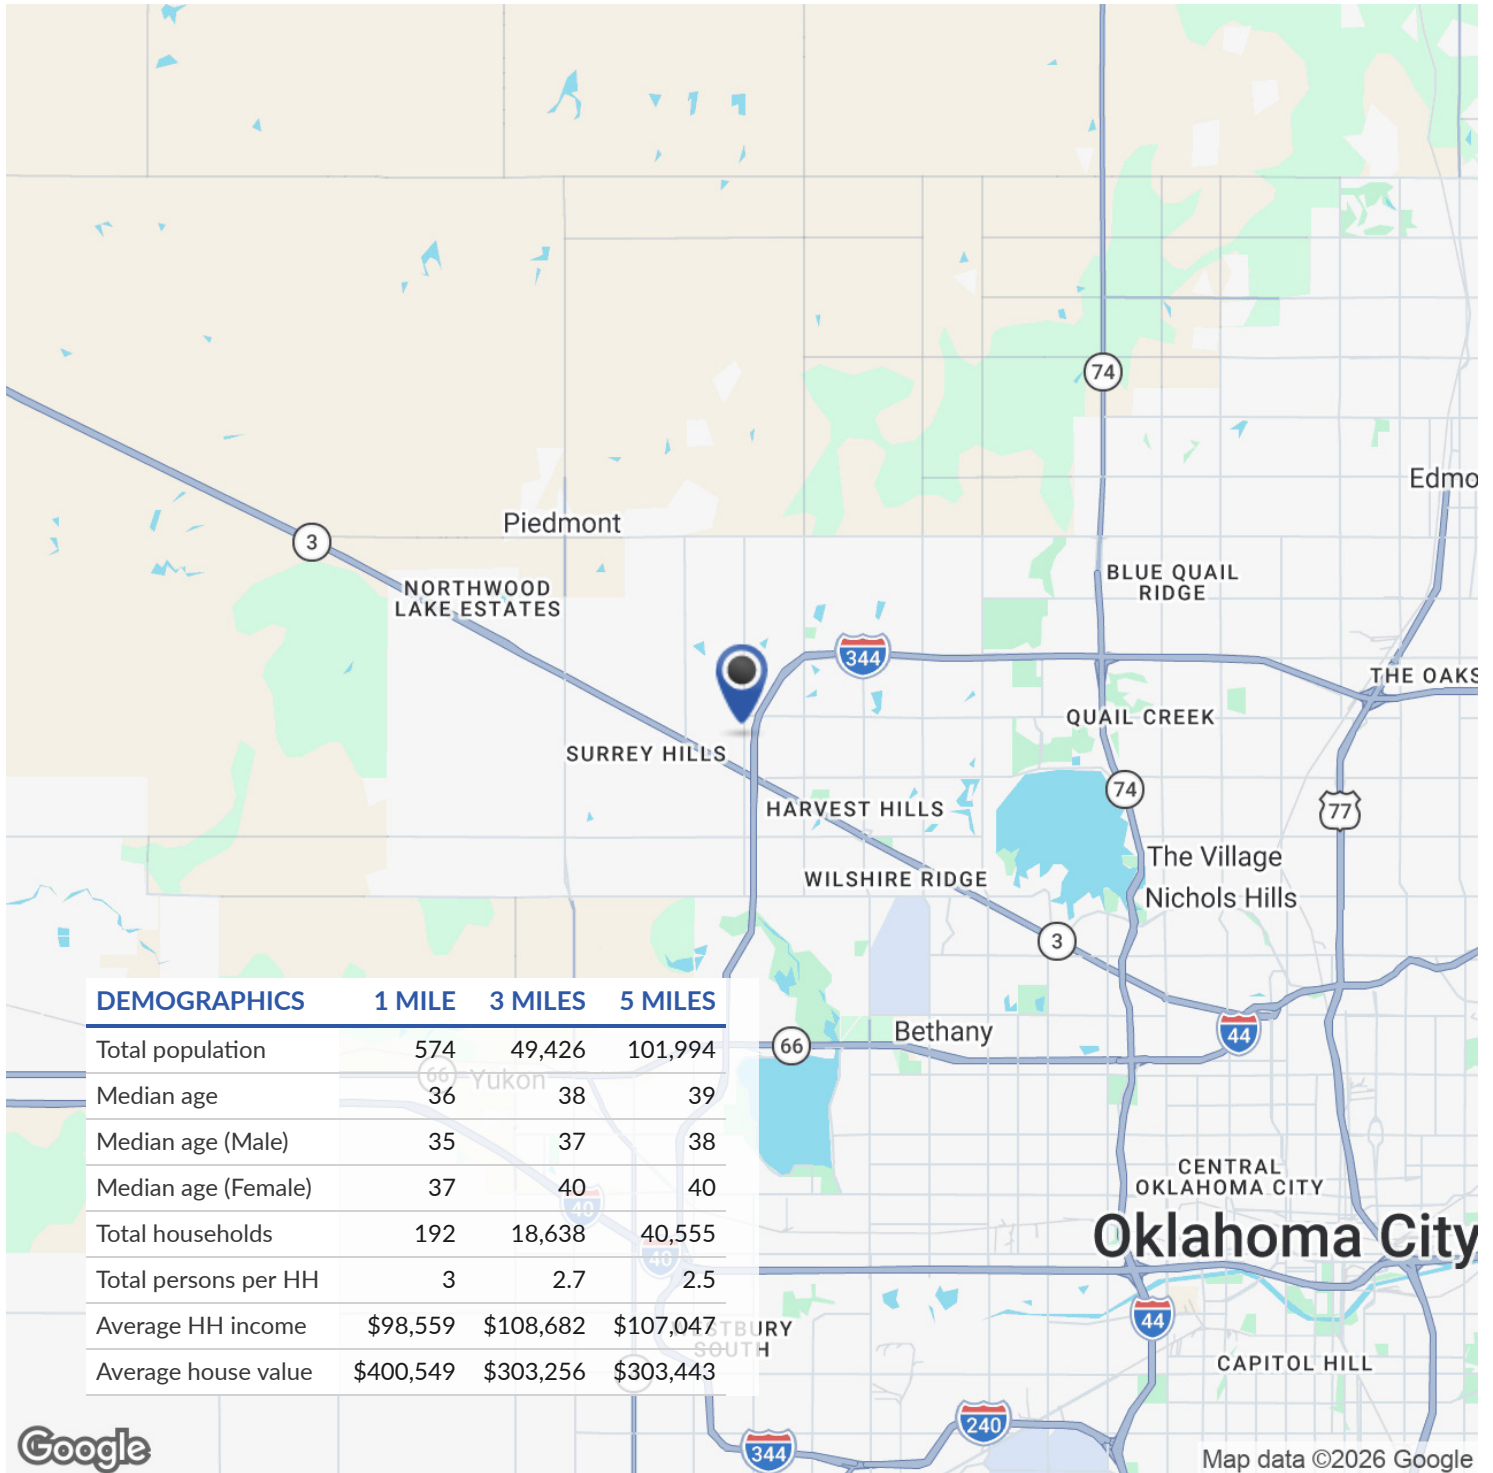 74
Edmo
Piedmont
3
NORTHWOOD
LAKE ESTATES
BLUE QUAIL
RIDGE
344
THE OAKS
QUAIL CREEK
SURREY HILLS
74
HARVEST HILLS
77
The Village
WILSHIRE RIDGE
Nichols Hills
3
DEMOGRAPHICS 1 MILE 3 MILES 5 MILES
Total population 574 49,426 101,994
Median age 36 38 39
Median age (Male) 35 37 38
Median age (Female) 37 40 40
Total households 192 18,638 40,555
Total persons per HH 3 2.7 2.5
Average HH income $98,559 $108,682 $107,047
Average house value $400,549 $303,256 $303,443
66
Yukon
40
40
66
Bethany
44
CENTRAL
OKLAHOMA CITY
Oklahoma City
44
STBURY
SOUTH
CAPITOL HILL
240
344
Google
Map data ©2026 Google